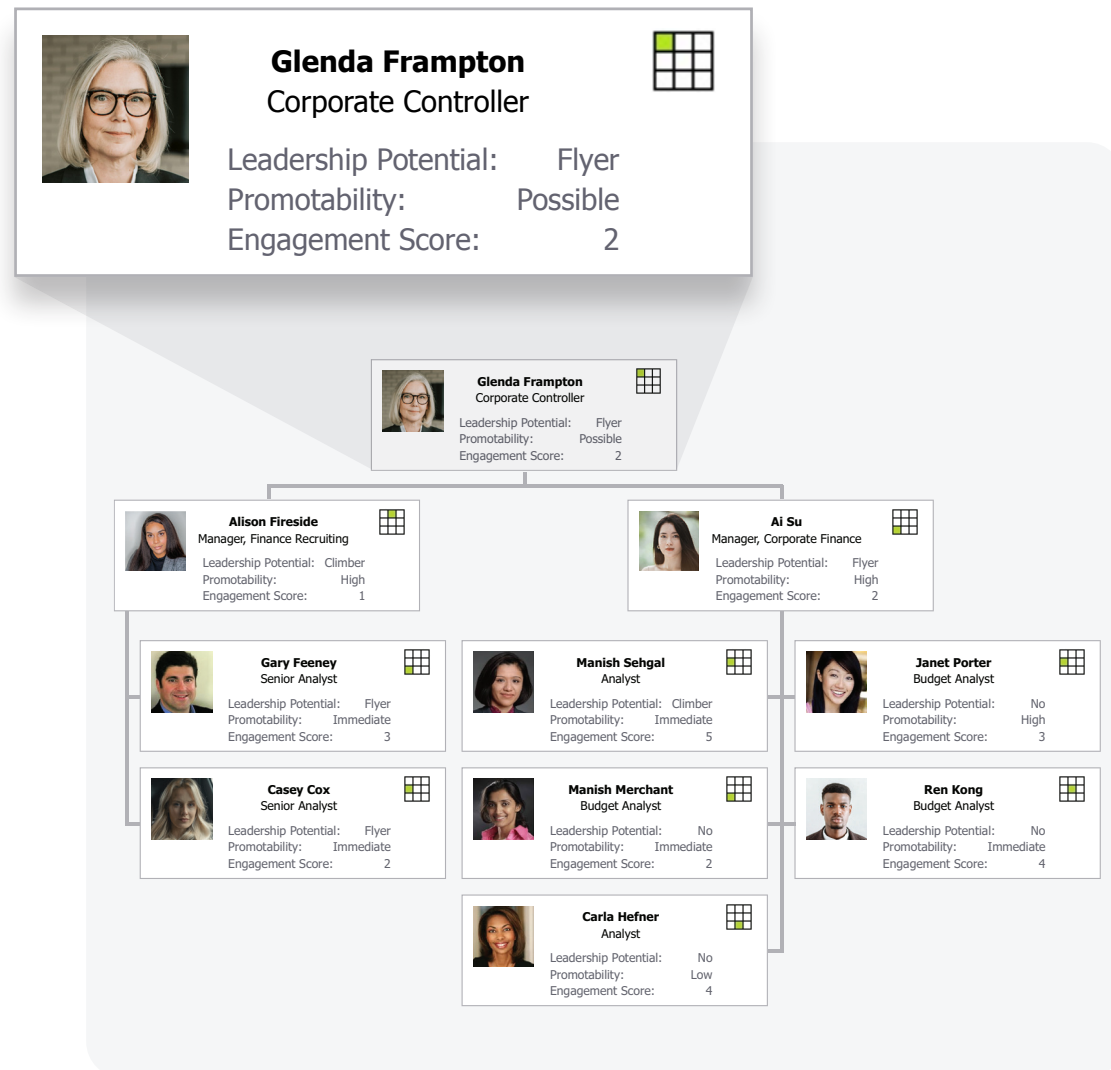 Glenda Frampton
Corporate Controller
Leadership Potential: Flyer
Promotability: Possible
Engagement Score: 2
Glenda Frampton
Corporate Controller
Leadership Potential: Flyer
Promotability: Possible
Engagement Score: 2
Alison Fireside
Manager, Finance Recruiting
Leadership Potential: Climber
Promotability: High
Engagement Score: 1
Ai Su
Manager, Corporate Finance
Leadership Potential: Flyer
Promotability: High
Engagement Score: 2
Gary Feeney
Senior Analyst
Leadership Potential: Flyer
Promotability: Immediate
Engagement Score: 3
Manish Sehgal
Analyst
Leadership Potential: Climber
Promotability: Immediate
Engagement Score: 5
Janet Porter
Budget Analyst
Leadership Potential: No
Promotability: High
Engagement Score: 3
Casey Cox
Senior Analyst
Leadership Potential: Flyer
Promotability: Immediate
Engagement Score: 2
Manish Merchant
Budget Analyst
Leadership Potential: No
Promotability: Immediate
Engagement Score: 2
Ren Kong
Budget Analyst
Leadership Potential: No
Promotability: Immediate
Engagement Score: 4
Carla Hefner
Analyst
Leadership Potential: No
Promotability: Low
Engagement Score: 4